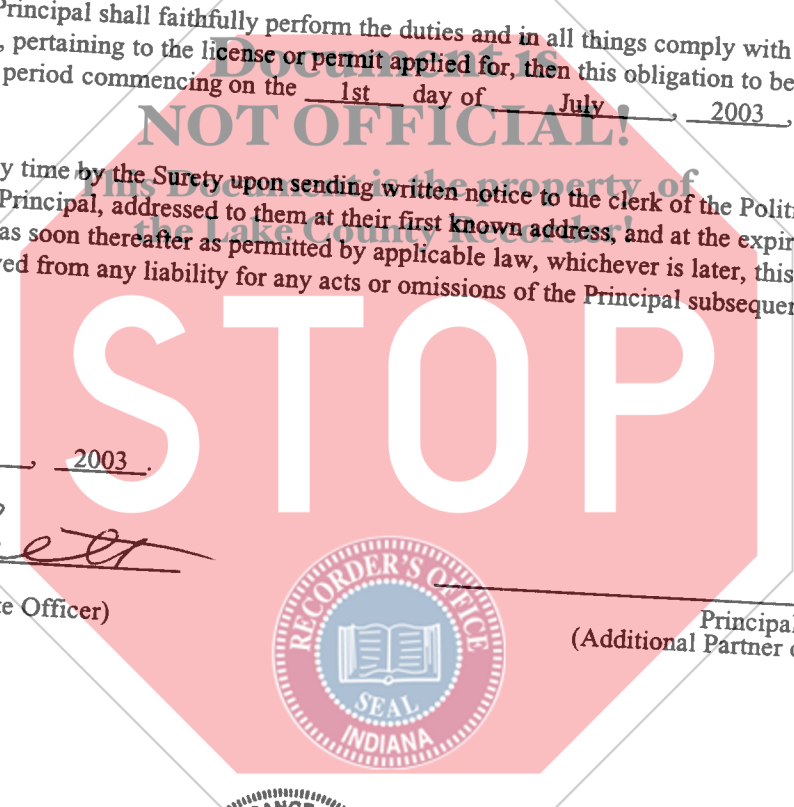 Principal shall faithfully perform the duties and in all things comply with
, pertaining to the license or permit applied for, then this obligation to be
period commencing on the 1st day of July , 2003 ,
Document is
NOT OFFICIAL!
This Document is the property of
the Lake County Recorder!
y time by the Surety upon sending written notice to the clerk of the Politi
Principal, addressed to them at their first known address, and at the expir
as soon thereafter as permitted by applicable law, whichever is later, this
ved from any liability for any acts or omissions of the Principal subsequen
STOP
, 2003 .
te Officer)
Principal
(Additional Partner o
RECORDER'S OFFICE
SEAL
INDIANA